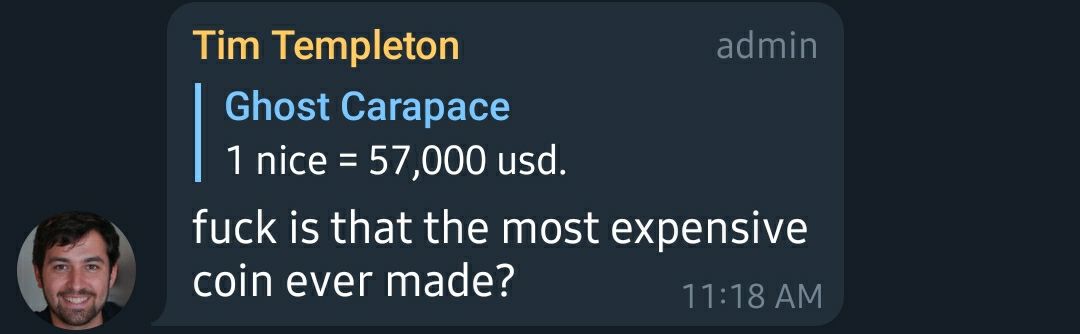 Tim Templeton admin
Ghost Carapace
1 nice = 57,000 usd.
fuck is that the most expensive
coin ever made?
11:18 AM